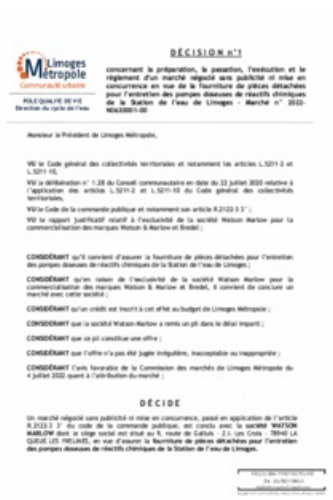 DÉCISION n°1
Limoges
Métropole
Communauté urbaine
PÔLE QUALITE DE VIE
Direction du cycle de l'eau
concernant la préparation, la passation, l'exécution et le
règlement d'un marché négocié sans publicité ni mise en
concurrence en vue de la fourniture de pièces détachées
pour l'entretien des pompes doseuses de réactifs chimiques
de la Station de l'eau de Limoges - Marché n° 2022-
Monsieur le Président de Limoges Métropole,
VU le Code général des collectivités territoriales et notamment les articles L.5211-2 et
L.5211-10,
VU la délibération n° 1.28 du Conseil communautaire en date du 22 juillet 2020 relative à
l'application des articles L.5211-2 et L.5211-10 du Code général des collectivités
territoriales,
VU le Code de la commande publique et notamment son article R.2122-3 3° ;
VU le rapport justificatif relatif à l'exclusivité de la société Watson Marlow pour la
commercialisation des marques Watson & Marlow et Bredel ;
CONSIDÉRANT qu'il convient d'assurer la fourniture de pièces détachées pour l'entretien
des pompes doseuses de réactifs chimiques de la Station de l'eau de Limoges ;
CONSIDÉRANT qu'en raison de l'exclusivité de la société Watson Marlow pour la
commercialisation des marques Watson & Marlow et Bredel, il convient de conclure un
marché avec cette société ;
CONSIDÉRANT qu'un crédit est inscrit à cet effet au budget de Limoges Métropole ;
CONSIDÉRANT que la société Watson Marlow a remis un pli dans le délai imparti ;
CONSIDÉRANT que ce pli constitue une offre ;
CONSIDÉRANT que l'offre n'a pas été jugée irrégulière, inacceptable ou inappropriée ;
CONSIDÉRANT l'avis favorable de la Commission des marchés de Limoges Métropole du
4 juillet 2022 quant à l'attribution du marché ;
DÉCIDE
Un marché négocié sans publicité ni mise en concurrence, passé en application de l'article
R.2122-3 3° du code de la commande publique, est conclu avec la société WATSON
MARLOW dont le siège social est situé au 9, route de Galluis - Z.I. Les Croix - 78940 LA
QUEUE LES YVELINES, en vue d'assurer la fourniture de pièces détachées pour l'entretien
des pompes doseuses de réactifs chimiques de la Station de l'eau de Limoges.